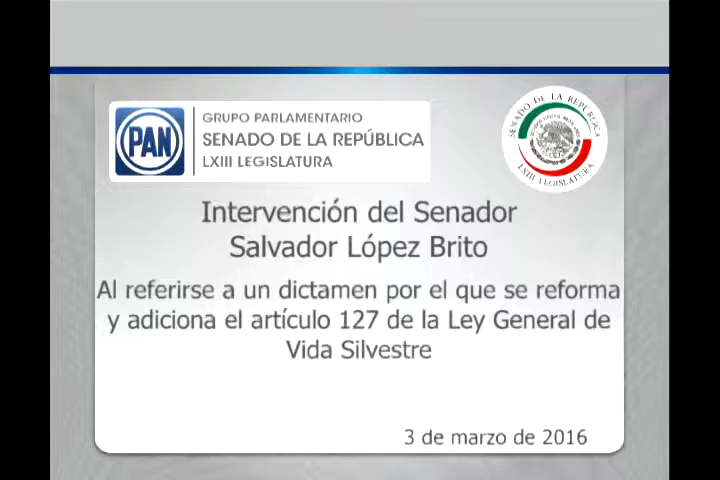 PAN
GRUPO PARLAMENTARIO
SENADO DE LA REPÚBLICA
LXIII LEGISLATURA
SENADO DE LA REPÚBLICA
LXIII LEGISLATURA
Intervención del Senador
Salvador López Brito
Al referirse a un dictamen por el que se reforma
y adiciona el artículo 127 de la Ley General de
Vida Silvestre
3 de marzo de 2016